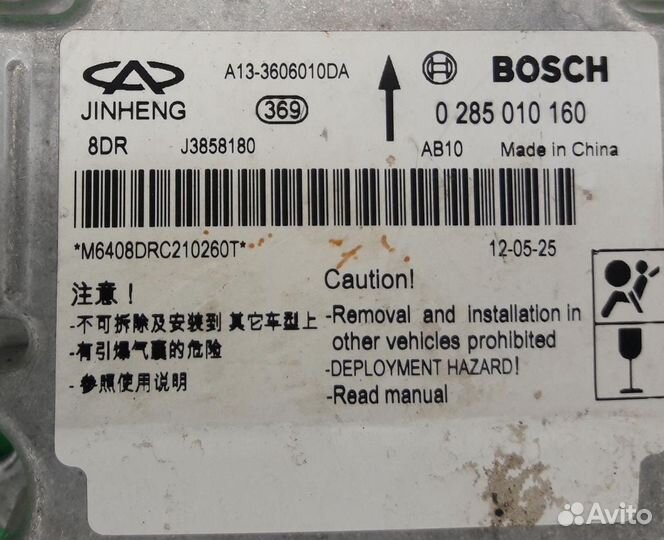 A13-3606010DA
BOSCH
JINHENG
369
0 285 010 160
8DR J3858180
AB10 Made in China
*M6408DRC210260T*
12-05-25
注意！
-不可拆除及安装到 其它车型上
-有引爆气囊的危险
-参照使用说明
Caution!
-Removal and installation in
other vehicles prohibited
-DEPLOYMENT HAZARD!
-Read manual
Avito